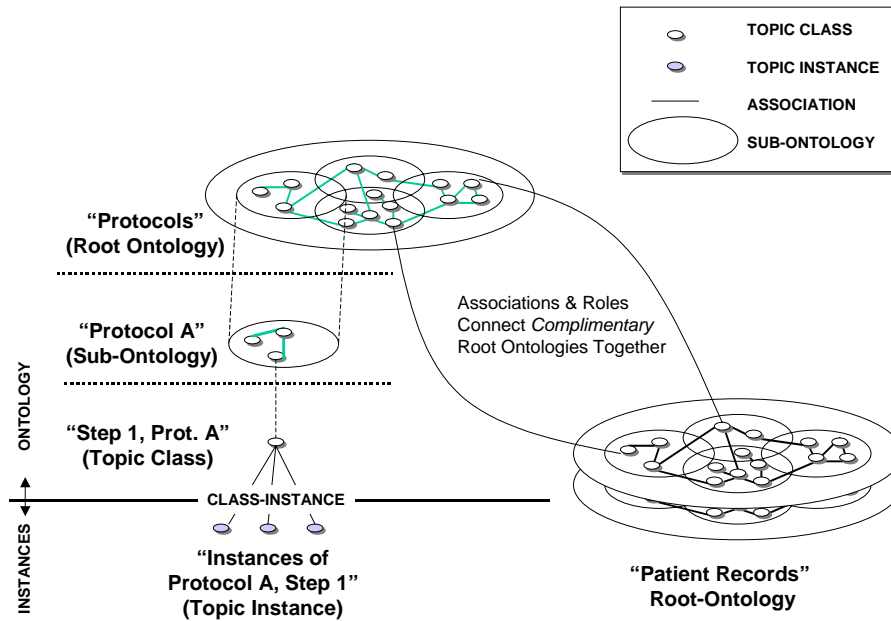 TOPIC CLASS
TOPIC INSTANCE
ASSOCIATION
SUB-ONTOLOGY
“Protocols”
(Root Ontology)
Associations & Roles
Connect Complimentary
Root Ontologies Together
“Protocol A”
(Sub-Ontology)
“Step 1, Prot. A”
(Topic Class)
ONTOLOGY
CLASS-INSTANCE
INSTANCES
“Instances of
Protocol A, Step 1”
(Topic Instance)
“Patient Records”
Root-Ontology